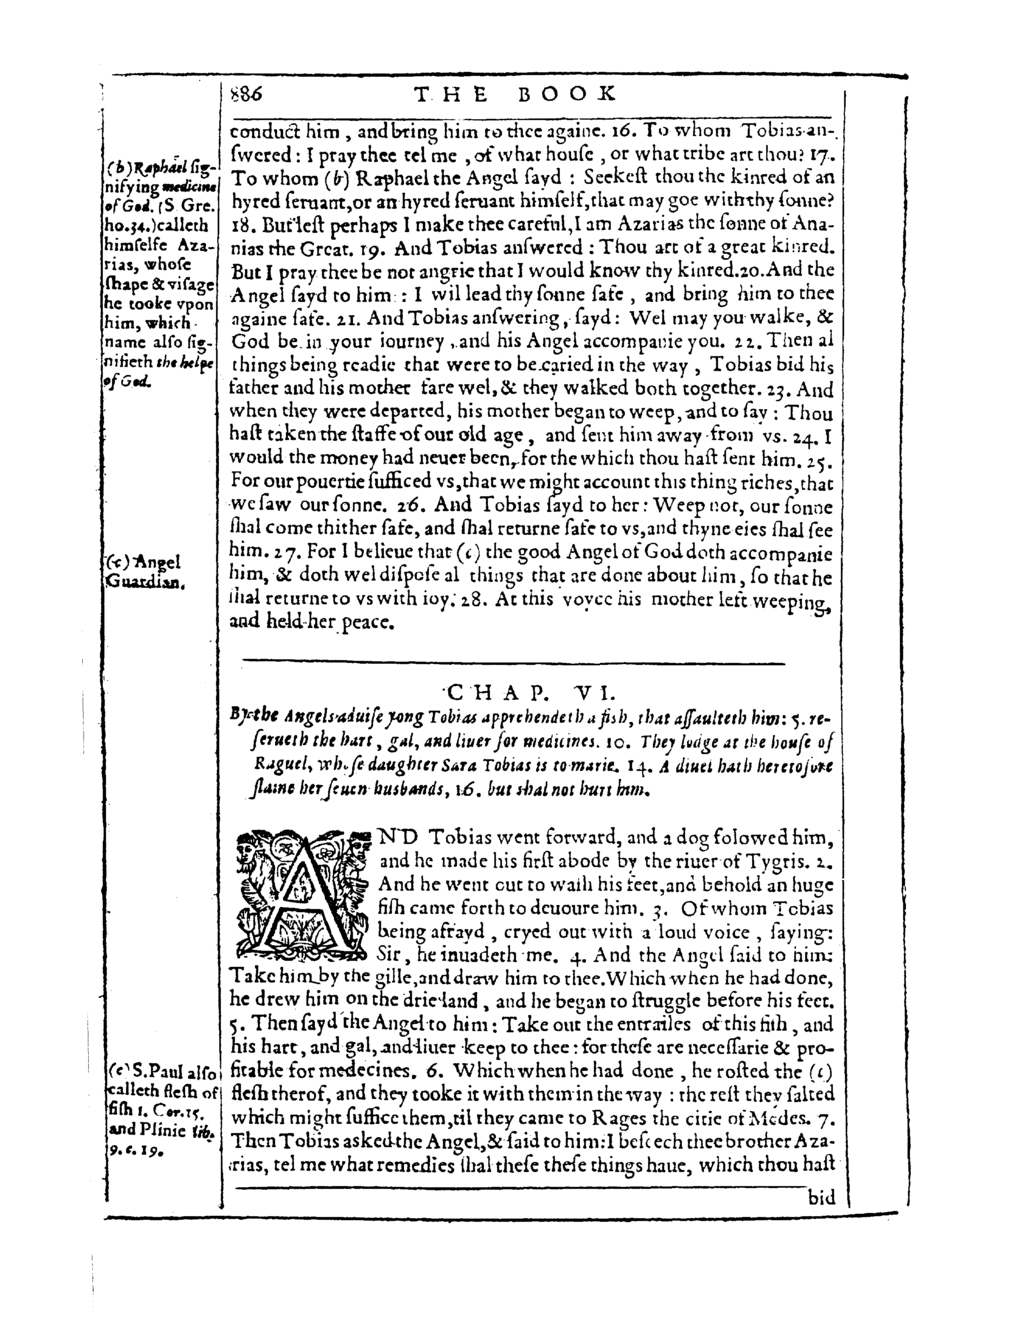 886 THE BOOK
conduct him, and bring him to thee againe. 16. To whom Tobias an-
ſwered: I pray thee tel me, of what houſe, or what tribe art thou? 17.
To whom (b) Raphael the Angel ſayd: Seekeſt thou the kinred of an
hyred ſeruant, or an hyred ſeruant himſelf, that may goe with thy ſonne?
18. But leſt perhaps I make thee careful, I am Azarias the ſonne of Ana-
nias the Great. 19. And Tobias anſwered: Thou art of a great kinred.
But I pray thee be not angrie that I would know thy kinred. 20. And the
Angel ſayd to him: I wil lead thy ſonne ſafe, and bring him to thee
againe ſafe. 21. And Tobias anſwering, ſayd: Wel may you walke, &
God be in your iourney, and his Angel accompanie you. 22. Then al
things being readie that were to be caried in the way, Tobias bid his
father and his mother fare wel, & they walked both together. 23. And
when they were departed, his mother began to weep, and to ſay: Thou
haſt taken the ſtaffe of our old age, and ſent him away from vs. 24. I
would the money had neuer been, for the which thou haſt ſent him. 25.
For our pouertie ſufficed vs, that we might account this thing riches, that
we ſaw our ſonne. 26. And Tobias ſayd to her: Weep not, our ſonne
ſhal come thither ſafe, and ſhal returne ſafe to vs, and thyne eies ſhal ſee
him. 27. For I belieue that (c) the good Angel of God doth accompanie
him, & doth wel diſpoſe al things that are done about him, ſo that he
ſhal returne to vs with ioy. 28. At this voyce his mother left weeping,
and held her peace.
(b) Raphael ſig-
nifying medicine
of God. (S Gre.
ho.34.) calleth
himſelfe Aza-
rias, whoſe
ſhape & viſage
he tooke vpon
him, which
name alſo ſig-
nifieth the helpe
of God.
(c) Angel
Guardian.
CHAP. VI.
By the Angels aduiſe yong Tobias apprehendeth a fish, that aſſaulteth him: 5. re-
ſerueth the hart, gal, and liuer for medicines. 10. They lodge at the houſe of
Raguel, whoſe daughter Sara Tobias is to marie. 14. A diuel hath heretofore
ſlaine her ſeuen husbands, 16. but shal not hurt him.
AND Tobias went forward, and a dog folowed him,
and he made his firſt abode by the riuer of Tygris. 2.
And he went out to waſh his feet, and behold an huge
fiſh came forth to deuoure him. 3. Of whom Tobias
being afrayd, cryed out with a loud voice, ſaying:
Sir, he inuadeth me. 4. And the Angel ſaid to him:
Take him by the gille, and draw him to thee. Which when he had done,
he drew him on the drie land, and he began to ſtruggle before his feet.
5. Then ſayd the Angel to him: Take out the entrailes of this fiſh, and
his hart, and gal, and liuer keep to thee: for theſe are neceſſarie & pro-
fitable for medecines. 6. Which when he had done, he roſted the (c)
fleſh therof, and they tooke it with them in the way: the reſt they ſalted
which might ſuffice them, til they came to Rages the citie of Medes. 7.
Then Tobias asked the Angel, & ſaid to him: I beſeech thee brother Aza-
rias, tel me what remedies ſhal theſe theſe things haue, which thou haſt
bid
(c) S. Paul alſo
calleth fleſh of
fiſh 1. Cor. 15.
and Plinie lib.
9. c. 19.